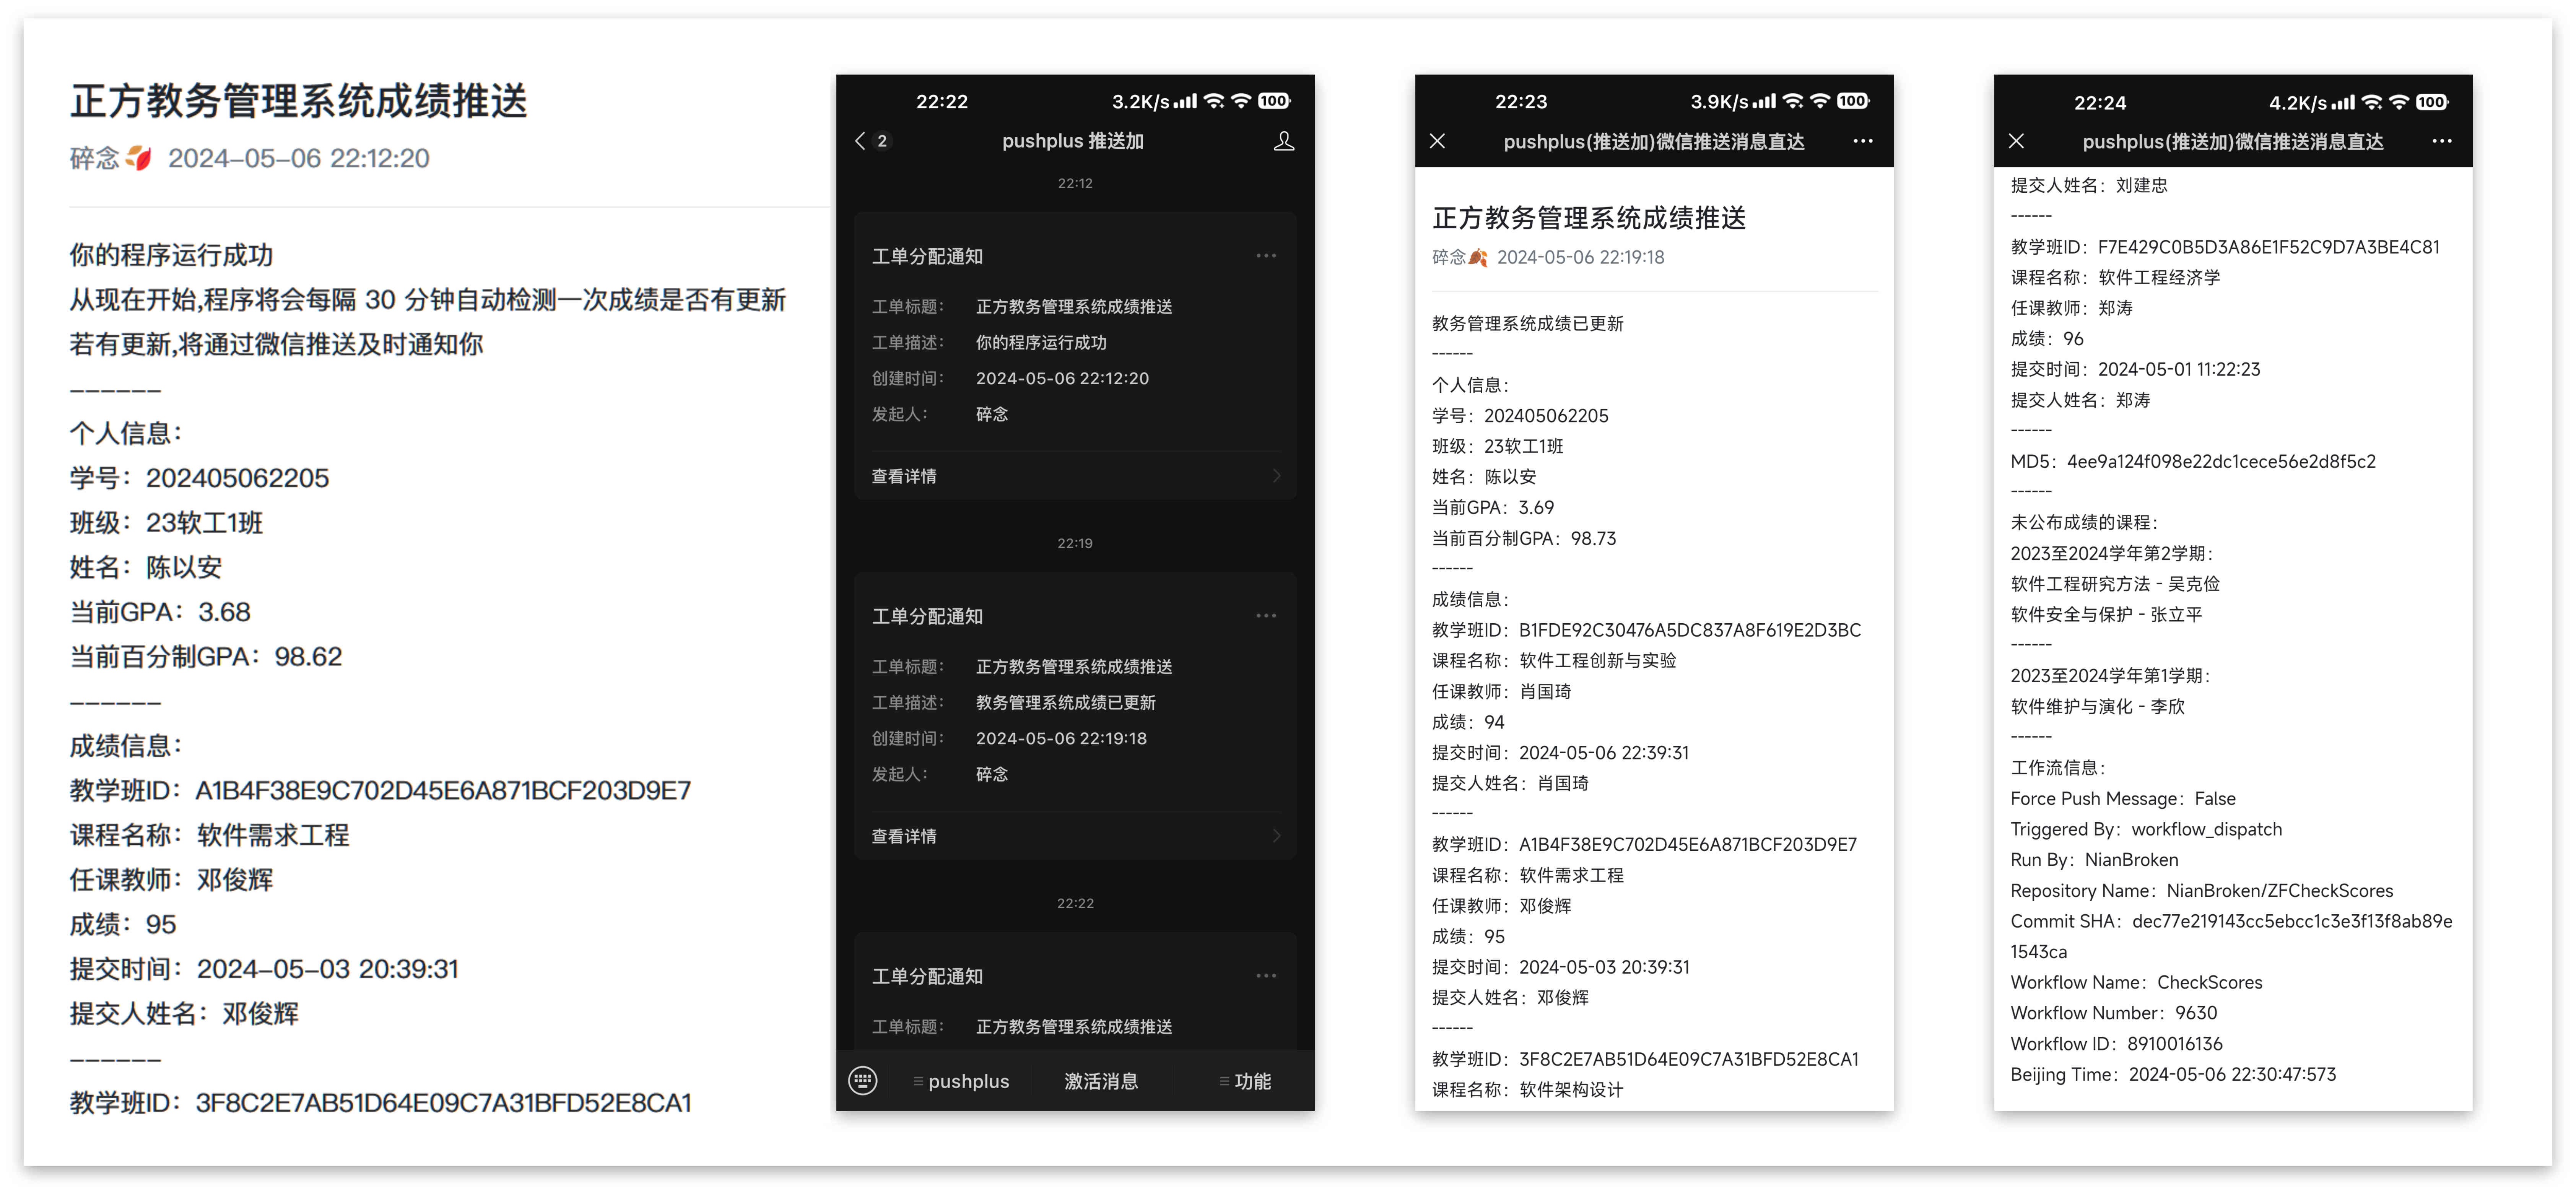 正方教务管理系统成绩推送
碎念🍂 2024-05-06 22:12:20
你的程序运行成功
从现在开始,程序将会每隔 30 分钟自动检测一次成绩是否有更新
若有更新,将通过微信推送及时通知你
------
个人信息：
学号：202405062205
班级：23软工1班
姓名：陈以安
当前GPA：3.68
当前百分制GPA：98.62
------
成绩信息：
教学班ID：A1B4F38E9C702D45E6A871BCF203D9E7
课程名称：软件需求工程
任课教师：邓俊辉
成绩：95
提交时间：2024-05-03 20:39:31
提交人姓名：邓俊辉
------
教学班ID：3F8C2E7AB51D64E09C7A31BFD52E8CA1
22:22 3.2K/s 100
2 pushplus 推送加
22:12
工单分配通知
工单标题： 正方教务管理系统成绩推送
工单描述： 你的程序运行成功
创建时间： 2024-05-06 22:12:20
发起人： 碎念
查看详情
22:19
工单分配通知
工单标题： 正方教务管理系统成绩推送
工单描述： 教务管理系统成绩已更新
创建时间： 2024-05-06 22:19:18
发起人： 碎念
查看详情
22:22
工单分配通知
工单标题： 正方教务管理系统成绩推送
pushplus 激活消息 功能
22:23 3.9K/s 100
pushplus(推送加)微信推送消息直达
正方教务管理系统成绩推送
碎念🍂 2024-05-06 22:19:18
教务管理系统成绩已更新
------
个人信息：
学号：202405062205
班级：23软工1班
姓名：陈以安
当前GPA：3.69
当前百分制GPA：98.73
------
成绩信息：
教学班ID：B1FDE92C30476A5DC837A8F619E2D3BC
课程名称：软件工程创新与实验
任课教师：肖国琦
成绩：94
提交时间：2024-05-06 22:39:31
提交人姓名：肖国琦
------
教学班ID：A1B4F38E9C702D45E6A871BCF203D9E7
课程名称：软件需求工程
任课教师：邓俊辉
成绩：95
提交时间：2024-05-03 20:39:31
提交人姓名：邓俊辉
------
教学班ID：3F8C2E7AB51D64E09C7A31BFD52E8CA1
课程名称：软件架构设计
22:24 4.2K/s 100
pushplus(推送加)微信推送消息直达
提交人姓名：刘建忠
------
教学班ID：F7E429C0B5D3A86E1F52C9D7A3BE4C81
课程名称：软件工程经济学
任课教师：郑涛
成绩：96
提交时间：2024-05-01 11:22:23
提交人姓名：郑涛
------
MD5：4ee9a124f098e22dc1cece56e2d8f5c2
------
未公布成绩的课程：
2023至2024学年第2学期：
软件工程研究方法 - 吴克俭
软件安全与保护 - 张立平
------
2023至2024学年第1学期：
软件维护与演化 - 李欣
------
工作流信息：
Force Push Message：False
Triggered By：workflow_dispatch
Run By：NianBroken
Repository Name：NianBroken/ZFCheckScores
Commit SHA：dec77e219143cc5ebcc1c3e3f13f8ab89e
1543ca
Workflow Name：CheckScores
Workflow Number：9630
Workflow ID：8910016136
Beijing Time：2024-05-06 22:30:47:573